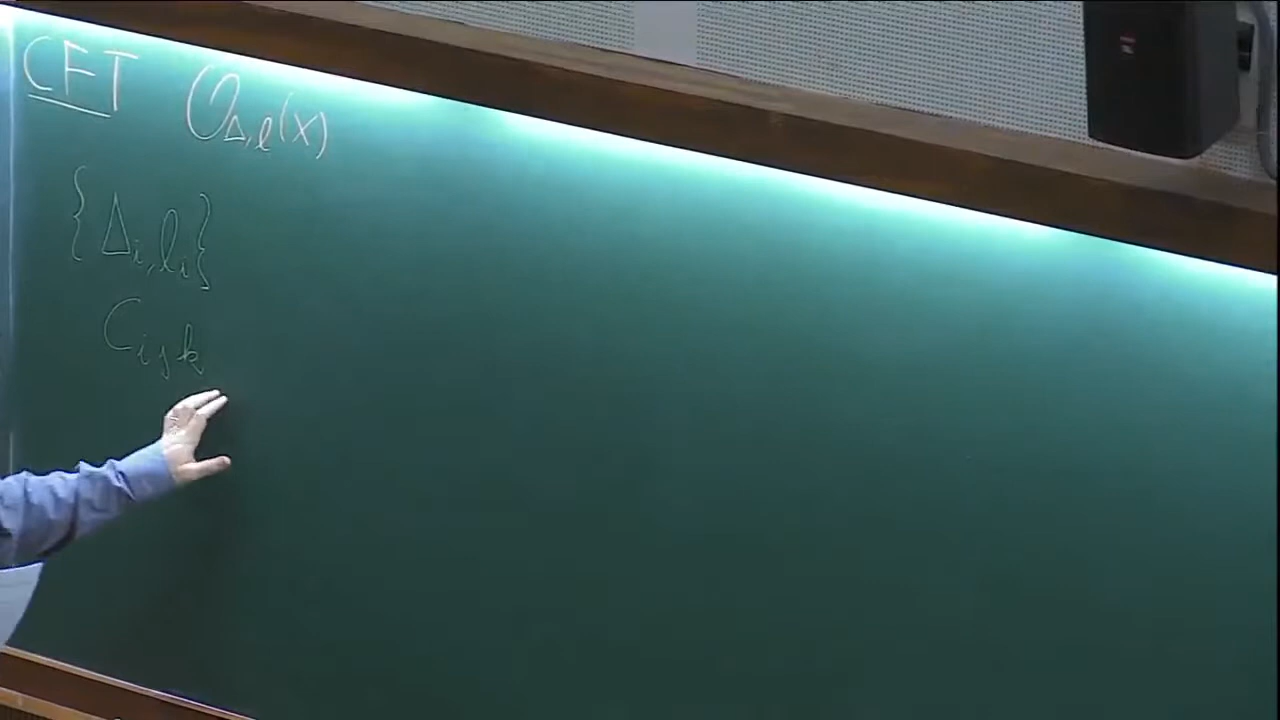 CFT O_{Δ,ℓ}(x)
{Δ_i, ℓ_i}
C_{ijk}